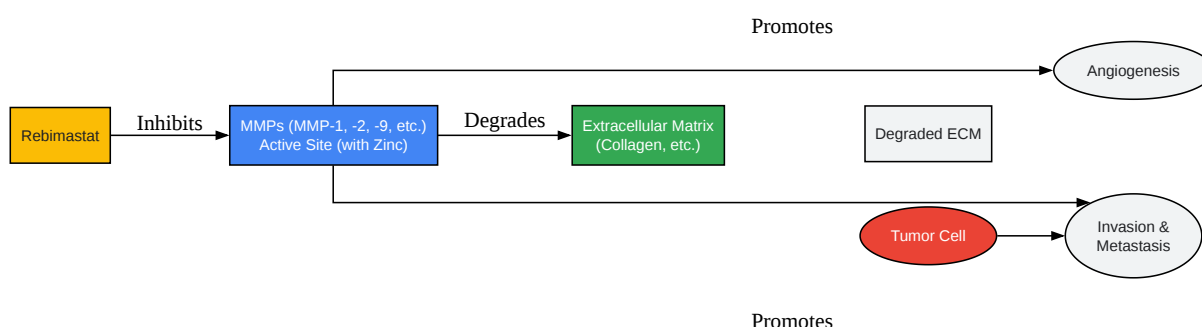 Promotes
Angiogenesis
Rebimastat
Inhibits
MMPs (MMP-1, -2, -9, etc.)
Active Site (with Zinc)
Degrades
Extracellular Matrix
(Collagen, etc.)
Degraded ECM
Tumor Cell
Invasion &
Metastasis
Promotes